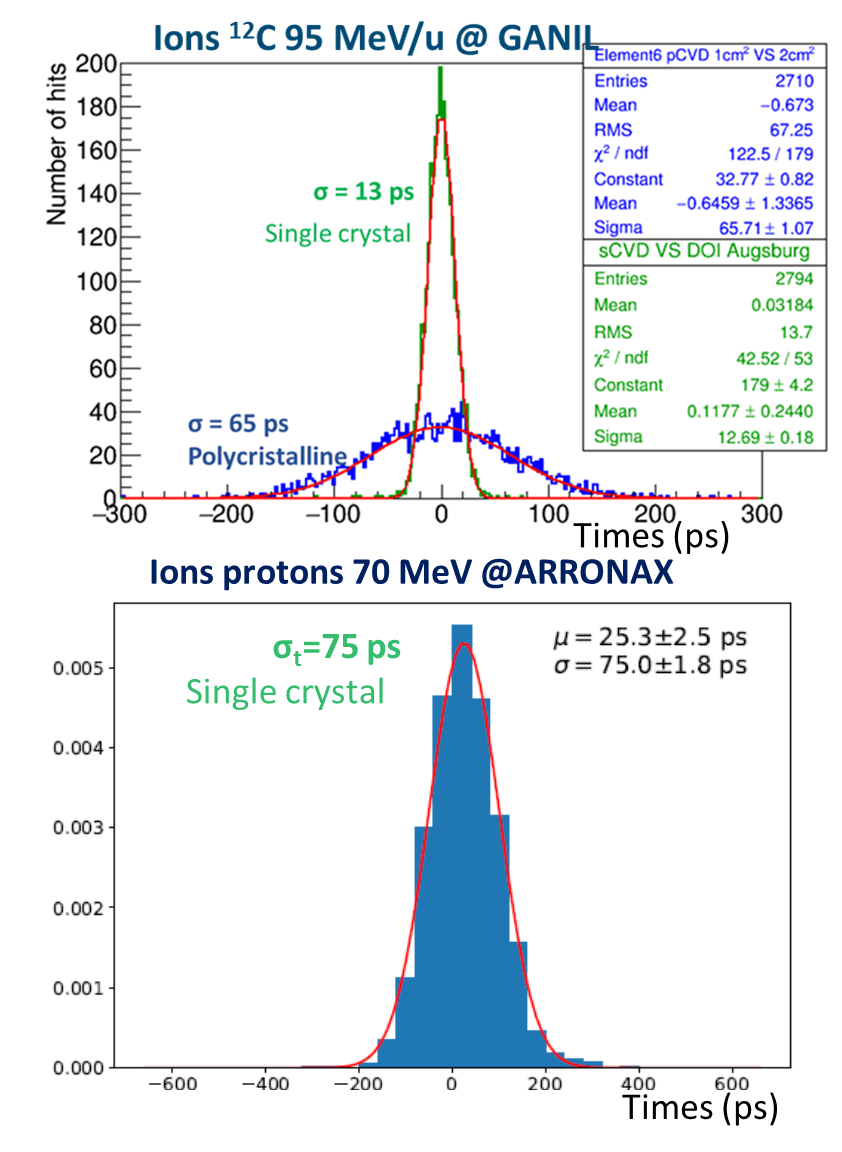 Ions ¹²C 95 MeV/u @ GANIL
Number of hits
200
180
160
140
120
100
80
60
40
20
0
−300
−200
−100
0
100
200
300
Times (ps)
σ = 13 ps
Single crystal
σ = 65 ps
Polycristalline
Element6 pCVD 1cm² VS 2cm²
Entries 2710
Mean −0.673
RMS 67.25
χ² / ndf 122.5 / 179
Constant 32.77 ± 0.82
Mean −0.6459 ± 1.3365
Sigma 65.71 ± 1.07
sCVD VS DOI Augsburg
Entries 2794
Mean 0.03184
RMS 13.7
χ² / ndf 42.52 / 53
Constant 179 ± 4.2
Mean 0.1177 ± 0.2440
Sigma 12.69 ± 0.18
Ions protons 70 MeV @ARRONAX
σt=75 ps
Single crystal
μ = 25.3±2.5 ps
σ = 75.0±1.8 ps
0.005
0.004
0.003
0.002
0.001
0.000
−600
−400
−200
0
200
400
600
Times (ps)